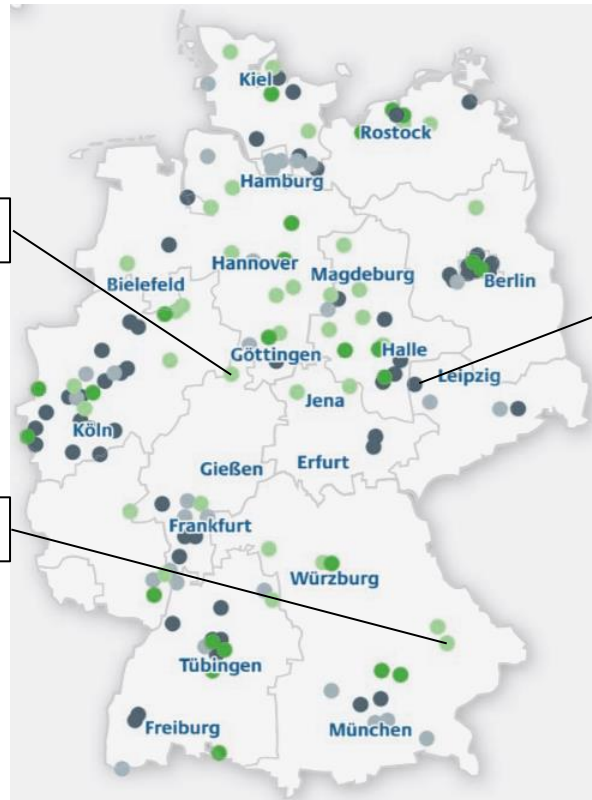 Kiel
Rostock
Hamburg
Hannover
Magdeburg
Berlin
Bielefeld
Göttingen
Halle
Leipzig
Jena
Köln
Gießen
Erfurt
Frankfurt
Würzburg
Tübingen
Freiburg
München